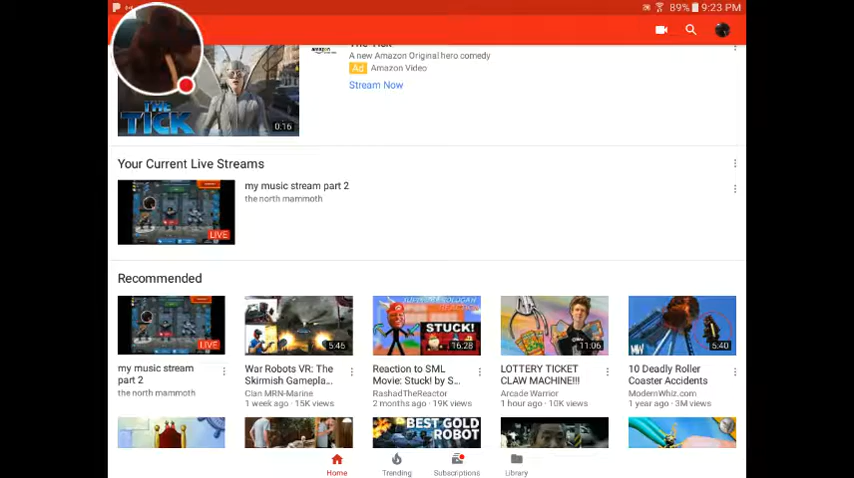 89% 9:23 PM
The Tick
A new Amazon Original hero comedy
Ad Amazon Video
Stream Now
THE
TICK
0:16
Your Current Live Streams
my music stream part 2
the north mammoth
LIVE
Recommended
LIVE
5:46
STUCK!
16:28
11:06
5:40
my music stream
part 2
the north mammoth
War Robots VR: The
Skirmish Gamepla...
Clan MRN-Marine
1 week ago · 15K views
Reaction to SML
Movie: Stuck! by S...
RashadTheReactor
2 months ago · 19K views
LOTTERY TICKET
CLAW MACHINE!!!
Arcade Warrior
1 hour ago · 10K views
10 Deadly Roller
Coaster Accidents
ModernWhiz.com
1 year ago · 3M views
BEST GOLD
ROBOT
Home
Trending
Subscriptions
Library